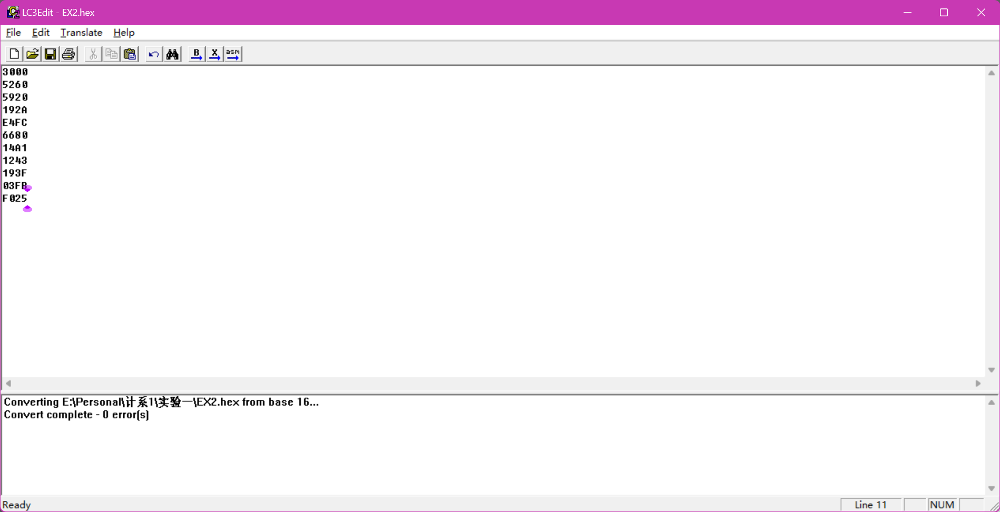 LC3Edit - EX2.hex
File Edit Translate Help
B X asm
3000
5260
5920
192A
E4FC
6680
14A1
1243
193F
03FB
F025
Converting E:\Personal\计系1\实验一\EX2.hex from base 16...
Convert complete - 0 error(s)
Ready Line 11 NUM